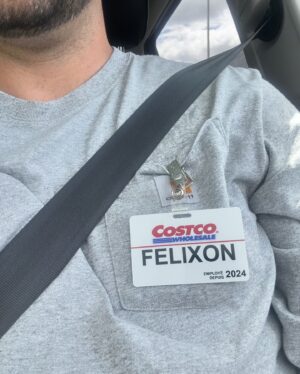 COSTCO
WHOLESALE
FELIXON
EMPLOYÉ
DEPUIS 2024